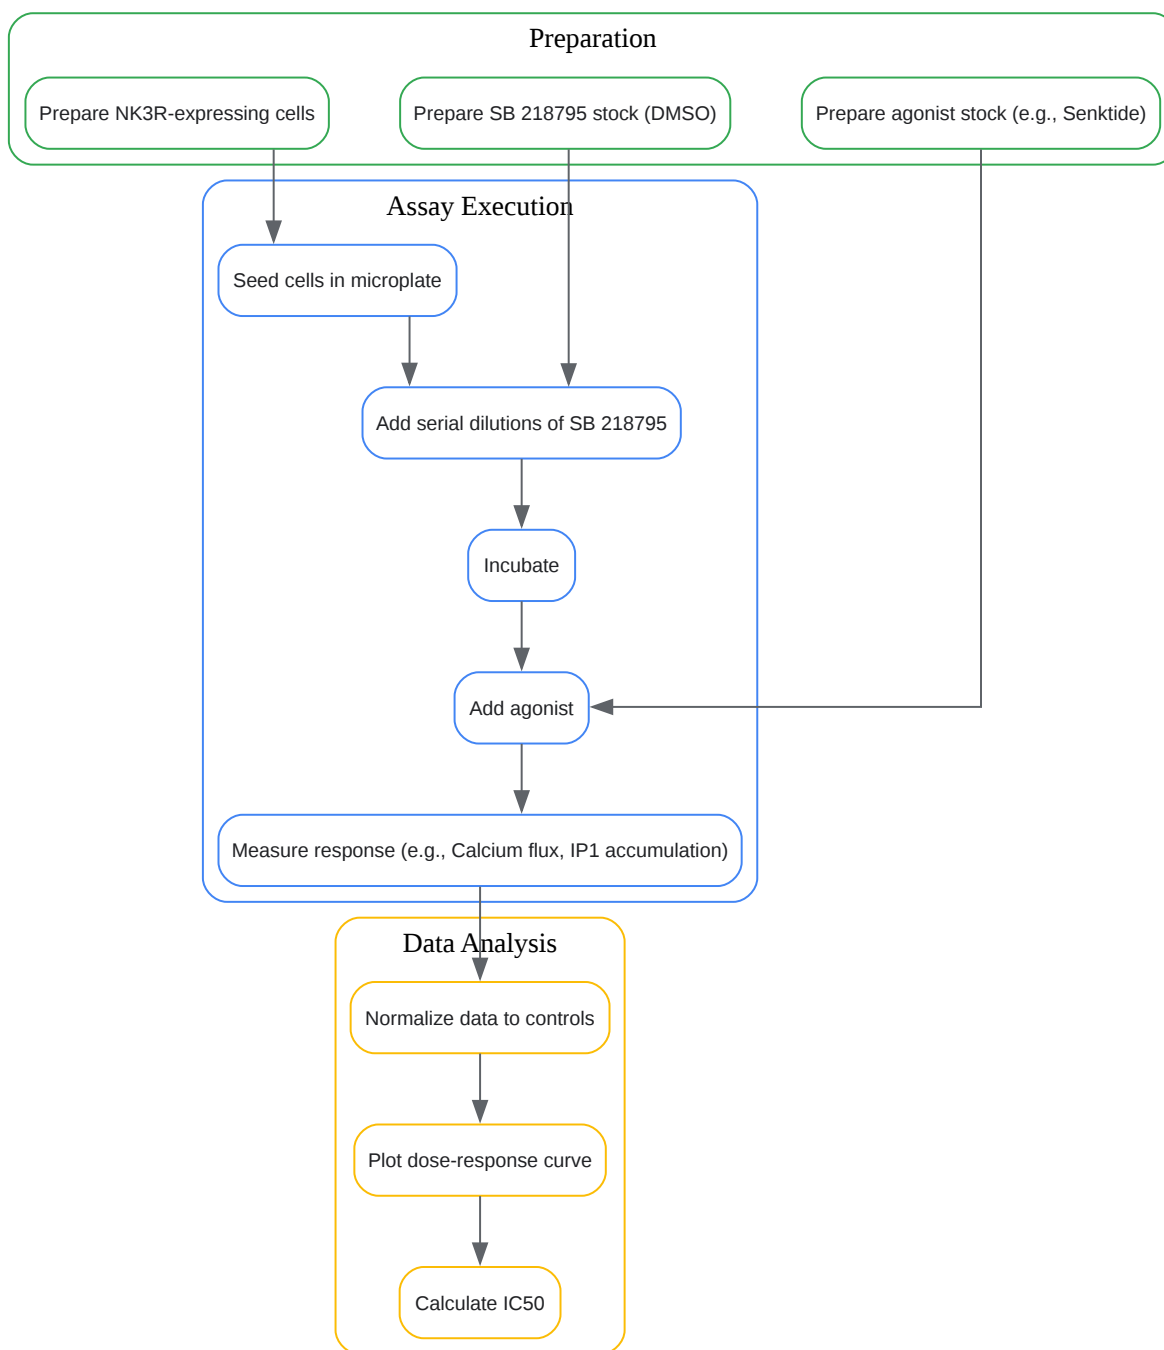 Preparation
Prepare NK3R-expressing cells
Prepare SB 218795 stock (DMSO)
Prepare agonist stock (e.g., Senktide)
Assay Execution
Seed cells in microplate
Add serial dilutions of SB 218795
Incubate
Add agonist
Measure response (e.g., Calcium flux, IP1 accumulation)
Data Analysis
Normalize data to controls
Plot dose-response curve
Calculate IC50